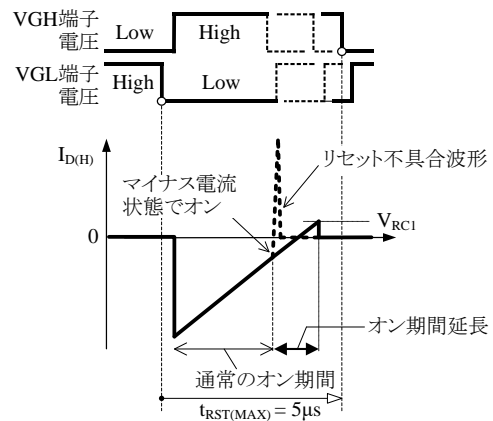 VGH端子
電圧
Low
High
VGL端子
電圧
High
Low
I_D(H)
リセット不具合波形
マイナス電流
状態でオン
V_RC1
0
オン期間延長
通常のオン期間
t_RST(MAX) = 5μs